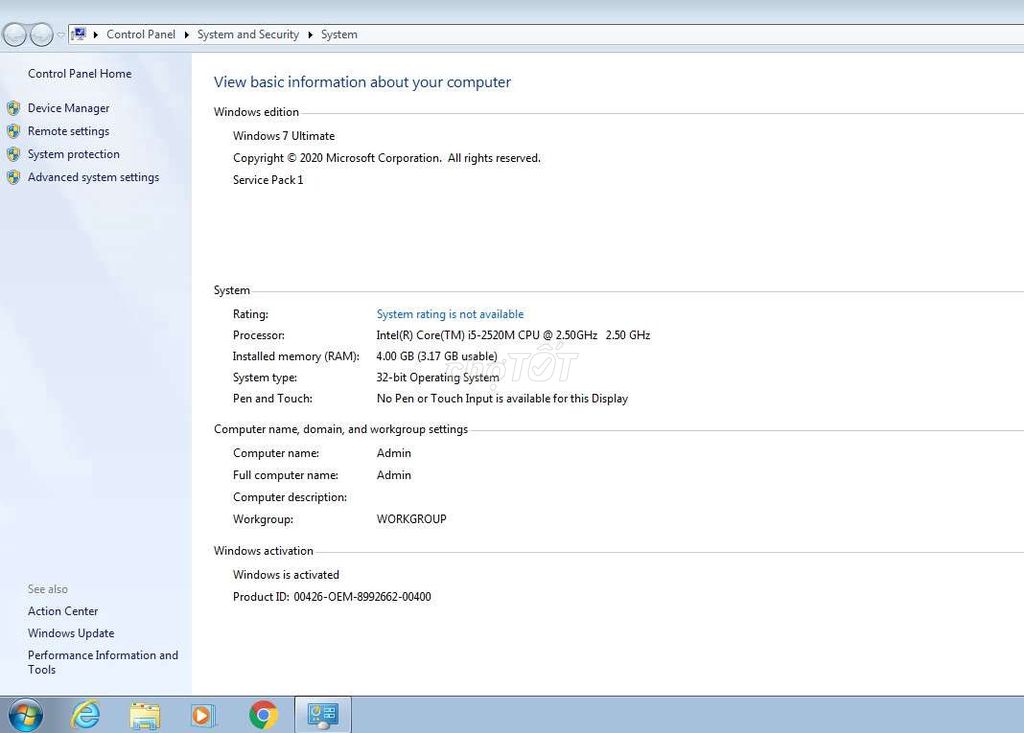 Control Panel ▸ System and Security ▸ System
Control Panel Home
Device Manager
Remote settings
System protection
Advanced system settings
View basic information about your computer
Windows edition
Windows 7 Ultimate
Copyright © 2020 Microsoft Corporation. All rights reserved.
Service Pack 1
System
Rating: System rating is not available
Processor: Intel(R) Core(TM) i5-2520M CPU @ 2.50GHz 2.50 GHz
Installed memory (RAM): 4.00 GB (3.17 GB usable)
System type: 32-bit Operating System
Pen and Touch: No Pen or Touch Input is available for this Display
chợTỐT
Computer name, domain, and workgroup settings
Computer name: Admin
Full computer name: Admin
Computer description:
Workgroup: WORKGROUP
Windows activation
Windows is activated
Product ID: 00426-OEM-8992662-00400
See also
Action Center
Windows Update
Performance Information and
Tools